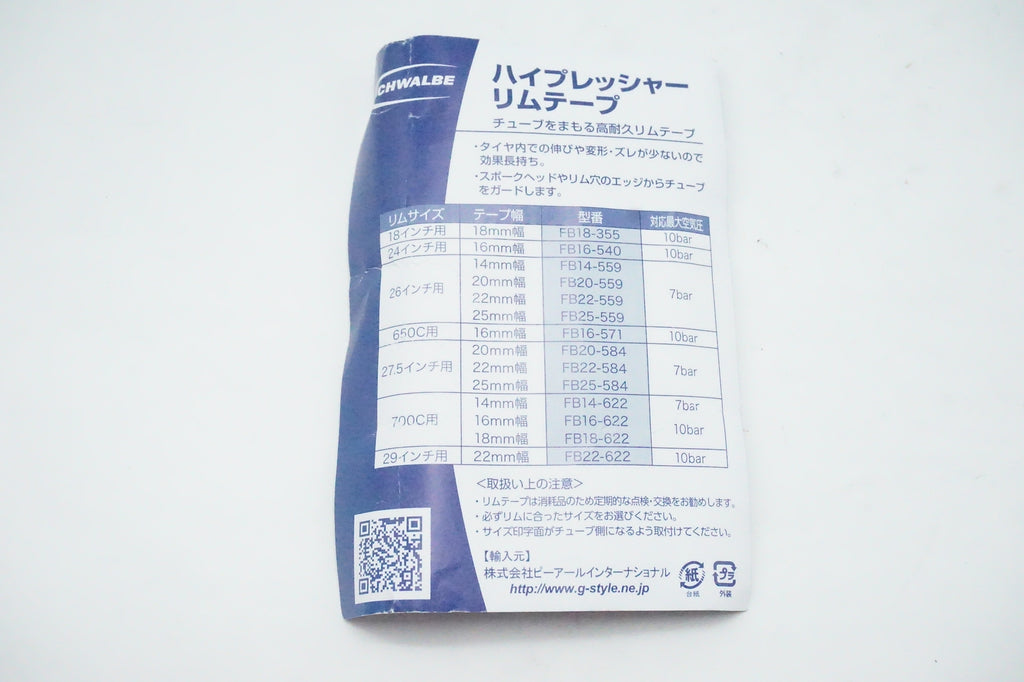 CHWALBE
ハイプレッシャー
リムテープ
チューブをまもる高耐久リムテープ
・タイヤ内での伸びや変形・ズレが少ないので
効果長持ち。
・スポークヘッドやリム穴のエッジからチューブ
をガードします。
リムサイズ テープ幅 型番 対応最大空気圧
18インチ用 18mm幅 FB18-355 10bar
24インチ用 16mm幅 FB16-540 10bar
26インチ用 14mm幅 FB14-559 7bar
20mm幅 FB20-559
22mm幅 FB22-559
25mm幅 FB25-559
650C用 16mm幅 FB16-571 10bar
27.5インチ用 20mm幅 FB20-584 7bar
22mm幅 FB22-584
25mm幅 FB25-584
700C用 14mm幅 FB14-622 7bar
16mm幅 FB16-622 10bar
18mm幅 FB18-622
29インチ用 22mm幅 FB22-622 10bar
＜取扱い上の注意＞
・リムテープは消耗品のため定期的な点検・交換をお勧めします。
・必ずリムに合ったサイズをお選びください。
・サイズ印字面がチューブ側になるよう取付けてください。
【輸入元】
株式会社ピーアールインターナショナル
http://www.g-style.ne.jp
紙 プラ
台紙 外装